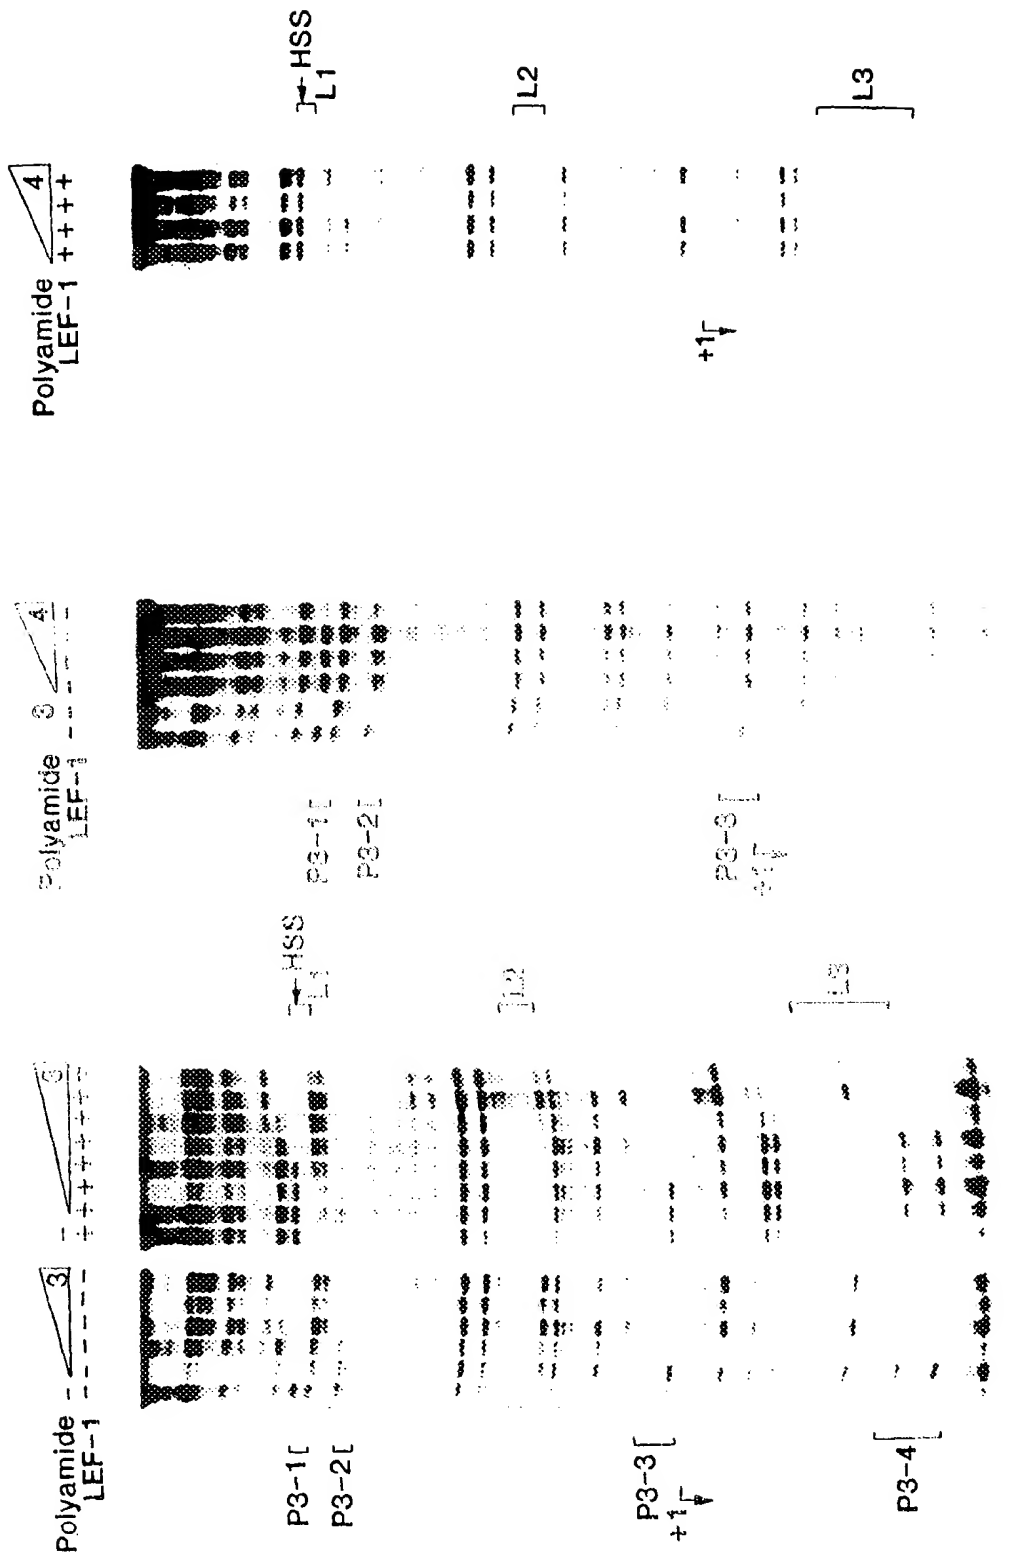 Polyamide - - 3 - 3
LEF-1 - - - - - - + + + + + + + +
P3-1
P3-2
P3-3
+1
P3-4
HSS
L1
L2
L3
Polyamide - 3 4
LEF-1 - - - - - -
P3-1
P3-2
P3-3
+1
Polyamide 4
LEF-1 + + + +
+1
HSS
L1
L2
L3